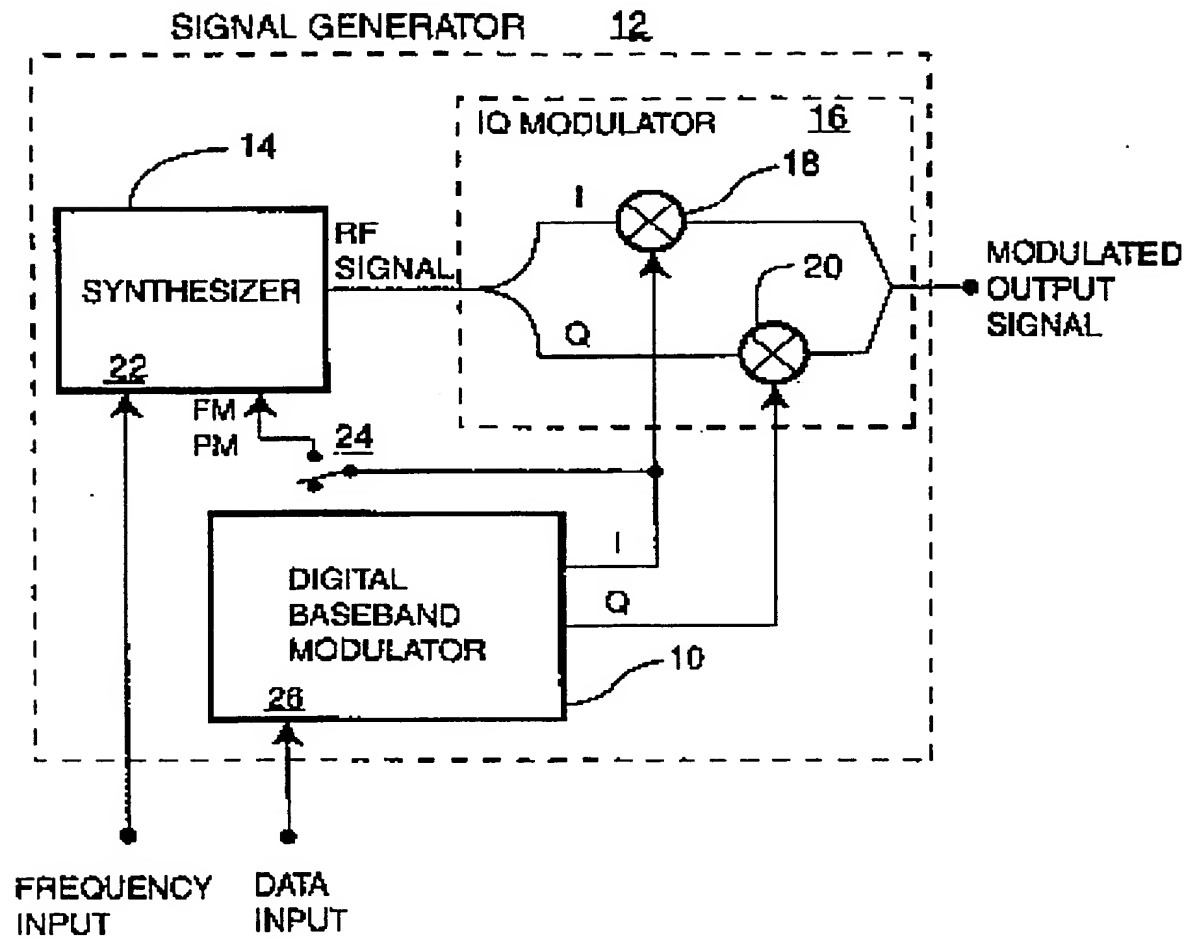 SIGNAL GENERATOR 12
IQ MODULATOR 16
14
18
I
RF
SIGNAL
SYNTHESIZER
20
MODULATED
OUTPUT
SIGNAL
Q
22
FM
PM
24
I
DIGITAL
BASEBAND
MODULATOR
Q
10
26
FREQUENCY
INPUT
DATA
INPUT